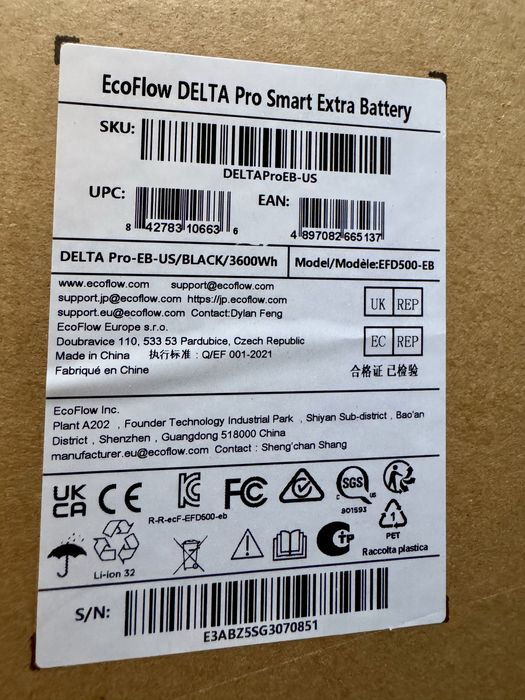 EcoFlow DELTA Pro Smart Extra Battery
SKU:
DELTAProEB-US
UPC:
8 42783 10663 6
EAN:
4 897082 665137
DELTA Pro-EB-US/BLACK/3600Wh
Model/Modèle:EFD500-EB
www.ecoflow.com support@ecoflow.com
support.jp@ecoflow.com https://jp.ecoflow.com
support.eu@ecoflow.com Contact:Dylan Feng
EcoFlow Europe s.r.o.
Doubravice 110, 533 53 Pardubice, Czech Republic
Made in China 执行标准：Q/EF 001-2021
Fabriqué en Chine
UK REP
EC REP
合格证 已检验
EcoFlow Inc.
Plant A202 , Founder Technology Industrial Park , Shiyan Sub-district , Bao'an
District , Shenzhen , Guangdong 518000 China
manufacturer.eu@ecoflow.com Contact : Sheng'chan Shang
UK
CA
CE
FC
R-R-ecF-EFD600-eb
SGS
C US
801593
1
PET
Raccolta plastica
Li-ion 32
tp
S/N:
E3ABZ5SG3070851